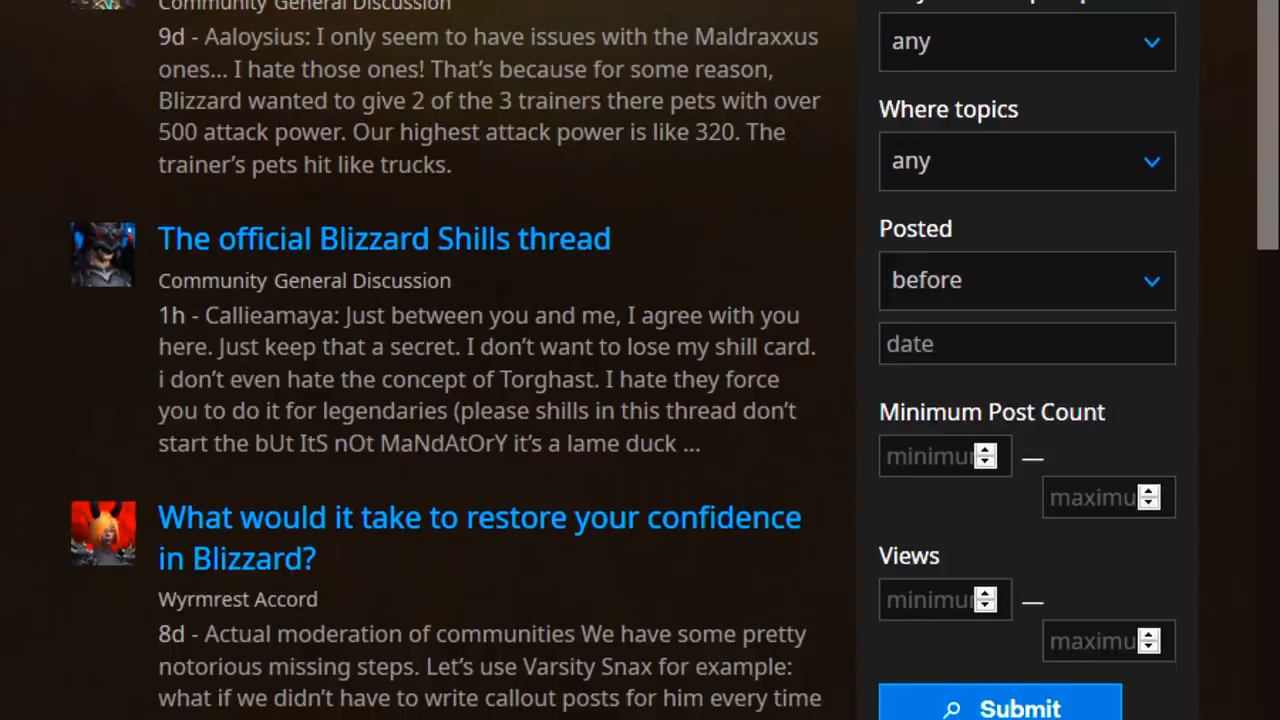 Community General Discussion
9d - Aaloysius: I only seem to have issues with the Maldraxxus
ones... I hate those ones! That's because for some reason,
Blizzard wanted to give 2 of the 3 trainers there pets with over
500 attack power. Our highest attack power is like 320. The
trainer's pets hit like trucks.
The official Blizzard Shills thread
Community General Discussion
1h - Callieamaya: Just between you and me, I agree with you
here. Just keep that a secret. I don't want to lose my shill card.
i don't even hate the concept of Torghast. I hate they force
you to do it for legendaries (please shills in this thread don't
start the bUt ItS nOt MaNdAtOrY it's a lame duck ...
What would it take to restore your confidence
in Blizzard?
Wyrmrest Accord
8d - Actual moderation of communities We have some pretty
notorious missing steps. Let's use Varsity Snax for example:
what if we didn't have to write callout posts for him every time
any
Where topics
any
Posted
before
date
Minimum Post Count
minimu —
maximu
Views
minimu —
maximu
Submit